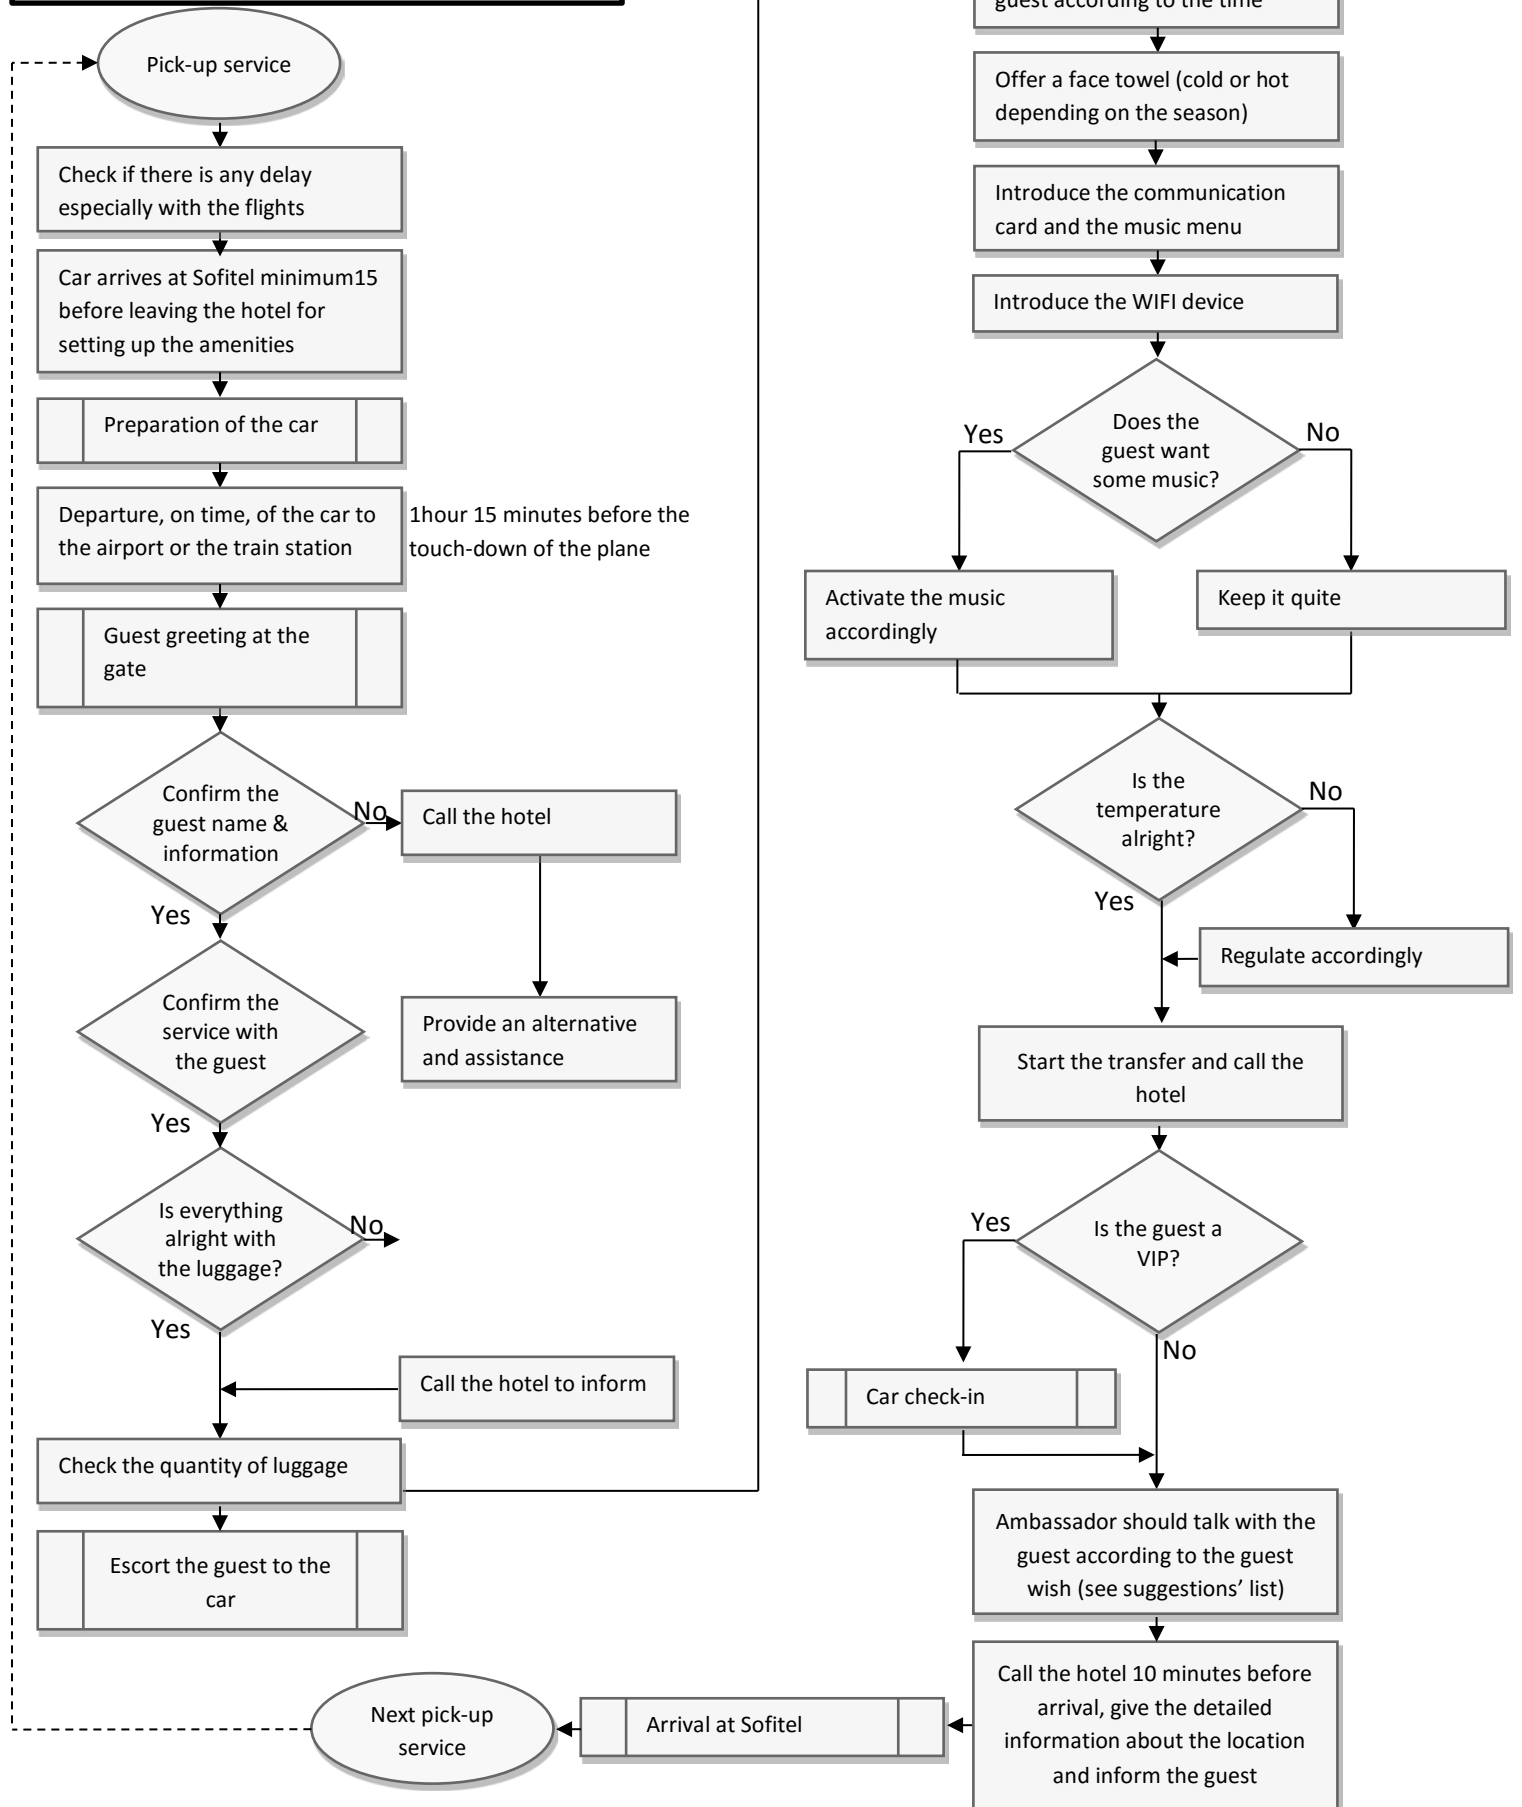 Pick-up service
Check if there is any delay
especially with the flights
Car arrives at Sofitel minimum15
before leaving the hotel for
setting up the amenities
Preparation of the car
Departure, on time, of the car to
the airport or the train station
1hour 15 minutes before the
touch-down of the plane
Guest greeting at the
gate
Confirm the
guest name &
information
No
Call the hotel
Yes
Provide an alternative
and assistance
Confirm the
service with
the guest
Yes
Is everything
alright with
the luggage?
No
Yes
Call the hotel to inform
Check the quantity of luggage
Escort the guest to the
car
guest according to the time
Offer a face towel (cold or hot
depending on the season)
Introduce the communication
card and the music menu
Introduce the WIFI device
Does the
guest want
some music?
Yes
No
Activate the music
accordingly
Keep it quite
Is the
temperature
alright?
No
Yes
Regulate accordingly
Start the transfer and call the
hotel
Is the guest a
VIP?
Yes
No
Car check-in
Ambassador should talk with the
guest according to the guest
wish (see suggestions’ list)
Call the hotel 10 minutes before
arrival, give the detailed
information about the location
and inform the guest
Arrival at Sofitel
Next pick-up
service